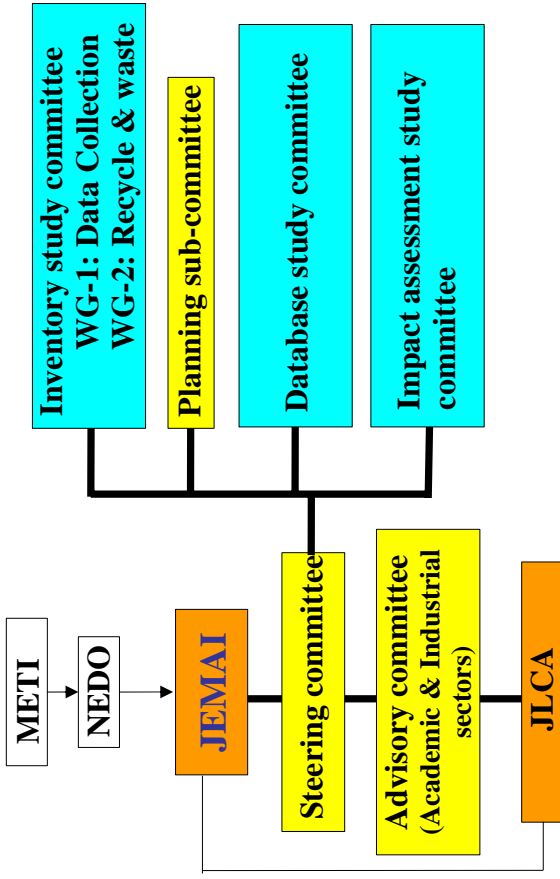 METI
NEDO
JEMAI
Steering committee
Advisory committee
(Academic & Industrial
sectors)
JLCA
Inventory study committee
WG-1: Data Collection
WG-2: Recycle & waste
Planning sub-committee
Database study committee
Impact assessment study
committee